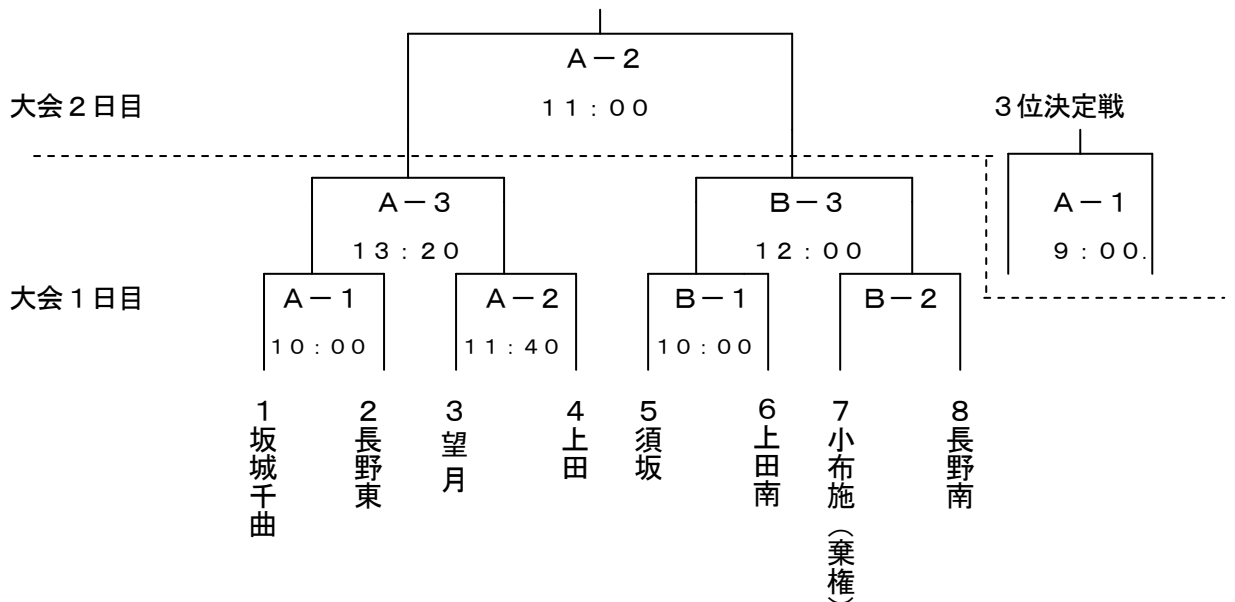 A－2
大会２日目
１１：００
３位決定戦
A－3
B－3
A－1
１３：２０
１２：００
９：００.
大会１日目
A－1
A－2
B－1
B－2
１０：００
１１：４０
１０：００
１坂城千曲
２長野東
３望月
４上田
５須坂
６上田南
７小布施（棄権）
８長野南